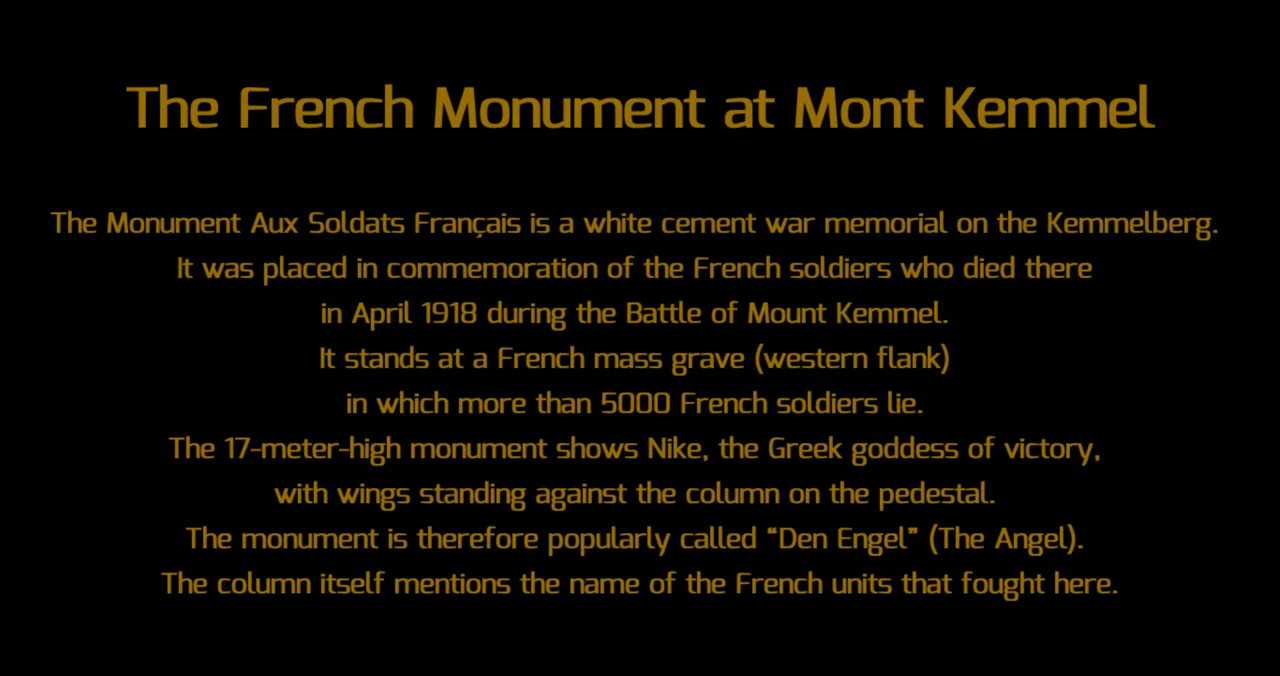 The French Monument at Mont Kemmel
The Monument Aux Soldats Français is a white cement war memorial on the Kemmelberg.
It was placed in commemoration of the French soldiers who died there
in April 1918 during the Battle of Mount Kemmel.
It stands at a French mass grave (western flank)
in which more than 5000 French soldiers lie.
The 17-meter-high monument shows Nike, the Greek goddess of victory,
with wings standing against the column on the pedestal.
The monument is therefore popularly called “Den Engel” (The Angel).
The column itself mentions the name of the French units that fought here.